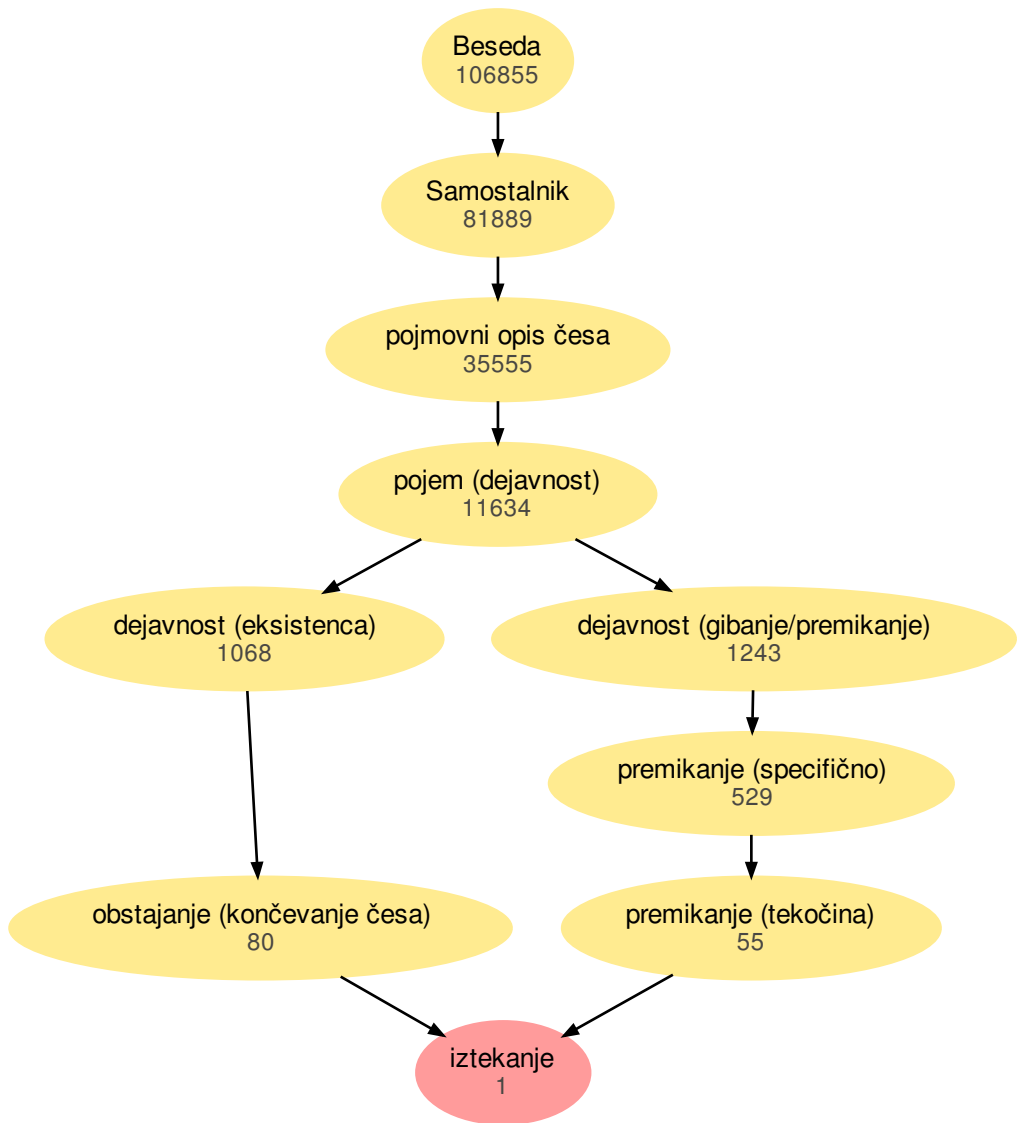 Beseda
106855
Samostalnik
81889
pojmovni opis česa
35555
pojem (dejavnost)
11634
dejavnost (eksistenca)
1068
dejavnost (gibanje/premikanje)
1243
premikanje (specifično)
529
obstajanje (končevanje česa)
80
premikanje (tekočina)
55
iztekanje
1